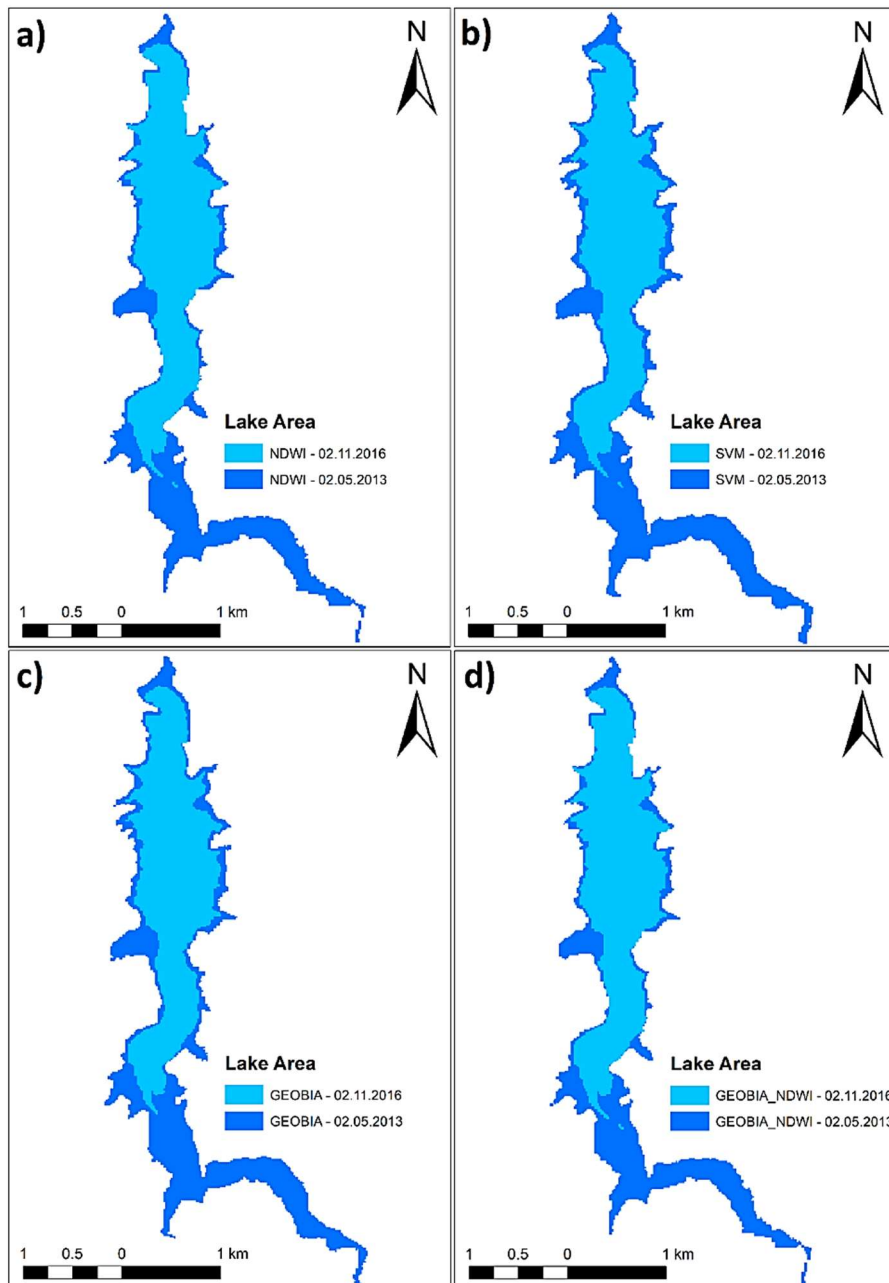 a)
N
Lake Area
NDWI - 02.11.2016
NDWI - 02.05.2013
1 0.5 0 1 km
b)
N
Lake Area
SVM - 02.11.2016
SVM - 02.05.2013
1 0.5 0 1 km
c)
N
Lake Area
GEOBIA - 02.11.2016
GEOBIA - 02.05.2013
1 0.5 0 1 km
d)
N
Lake Area
GEOBIA_NDWI - 02.11.2016
GEOBIA_NDWI - 02.05.2013
1 0.5 0 1 km